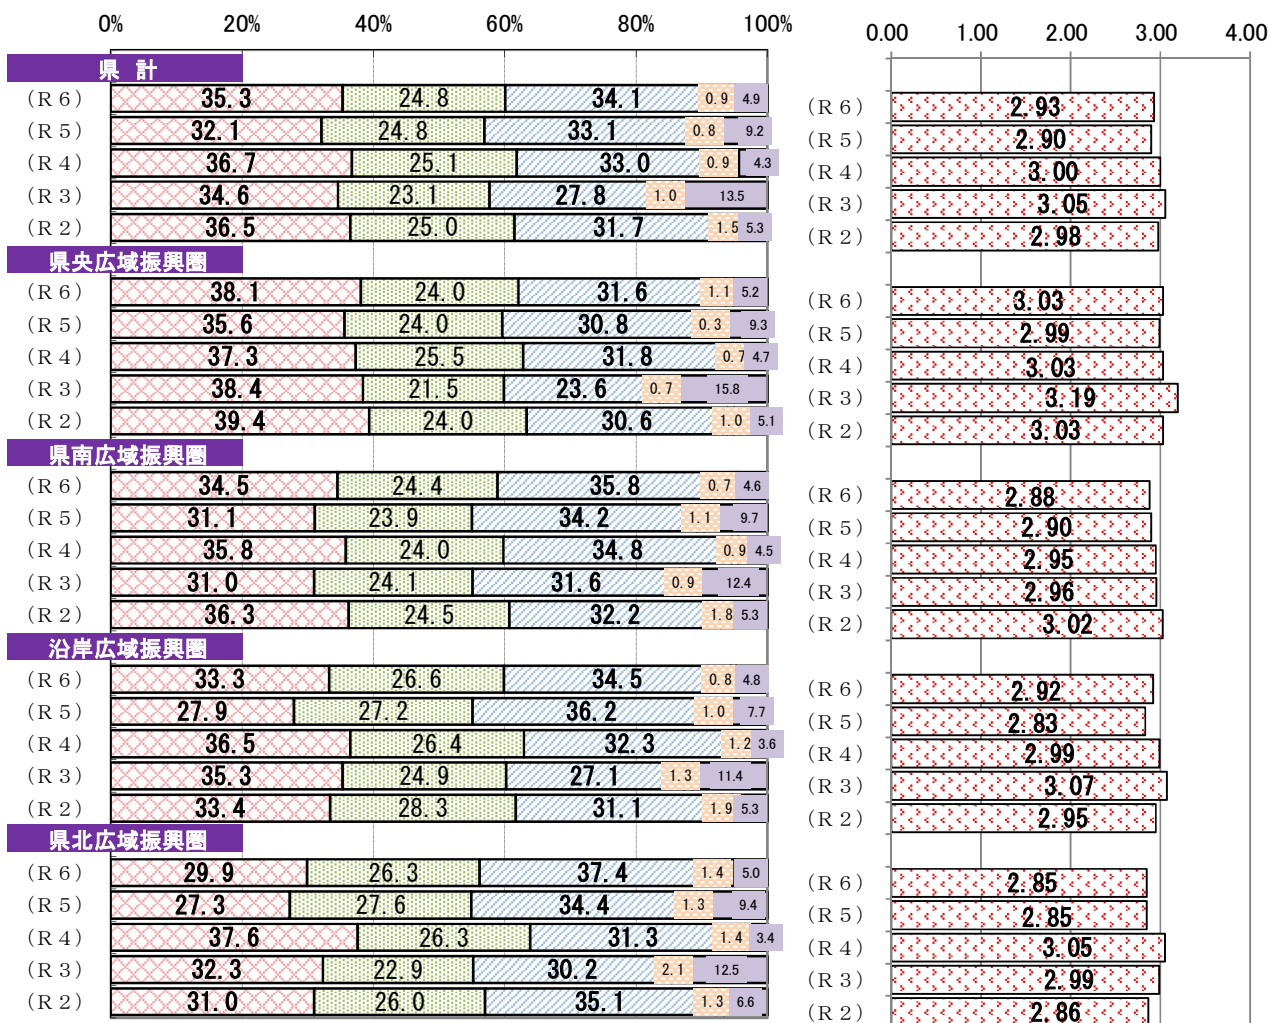 0% 20% 40% 60% 80% 100%
0.00 1.00 2.00 3.00 4.00
県 計
（R６） 35.3 24.8 34.1 0.9 4.9 （R６） 2.93
（R５） 32.1 24.8 33.1 0.8 9.2 （R５） 2.90
（R４） 36.7 25.1 33.0 0.9 4.3 （R４） 3.00
（R３） 34.6 23.1 27.8 1.0 13.5 （R３） 3.05
（R２） 36.5 25.0 31.7 1.5 5.3 （R２） 2.98
県央広域振興圏
（R６） 38.1 24.0 31.6 1.1 5.2 （R６） 3.03
（R５） 35.6 24.0 30.8 0.3 9.3 （R５） 2.99
（R４） 37.3 25.5 31.8 0.7 4.7 （R４） 3.03
（R３） 38.4 21.5 23.6 0.7 15.8 （R３） 3.19
（R２） 39.4 24.0 30.6 1.0 5.1 （R２） 3.03
県南広域振興圏
（R６） 34.5 24.4 35.8 0.7 4.6 （R６） 2.88
（R５） 31.1 23.9 34.2 1.1 9.7 （R５） 2.90
（R４） 35.8 24.0 34.8 0.9 4.5 （R４） 2.95
（R３） 31.0 24.1 31.6 0.9 12.4 （R３） 2.96
（R２） 36.3 24.5 32.2 1.8 5.3 （R２） 3.02
沿岸広域振興圏
（R６） 33.3 26.6 34.5 0.8 4.8 （R６） 2.92
（R５） 27.9 27.2 36.2 1.0 7.7 （R５） 2.83
（R４） 36.5 26.4 32.3 1.2 3.6 （R４） 2.99
（R３） 35.3 24.9 27.1 1.3 11.4 （R３） 3.07
（R２） 33.4 28.3 31.1 1.9 5.3 （R２） 2.95
県北広域振興圏
（R６） 29.9 26.3 37.4 1.4 5.0 （R６） 2.85
（R５） 27.3 27.6 34.4 1.3 9.4 （R５） 2.85
（R４） 37.6 26.3 31.3 1.4 3.4 （R４） 3.05
（R３） 32.3 22.9 30.2 2.1 12.5 （R３） 2.99
（R２） 31.0 26.0 35.1 1.3 6.6 （R２） 2.86